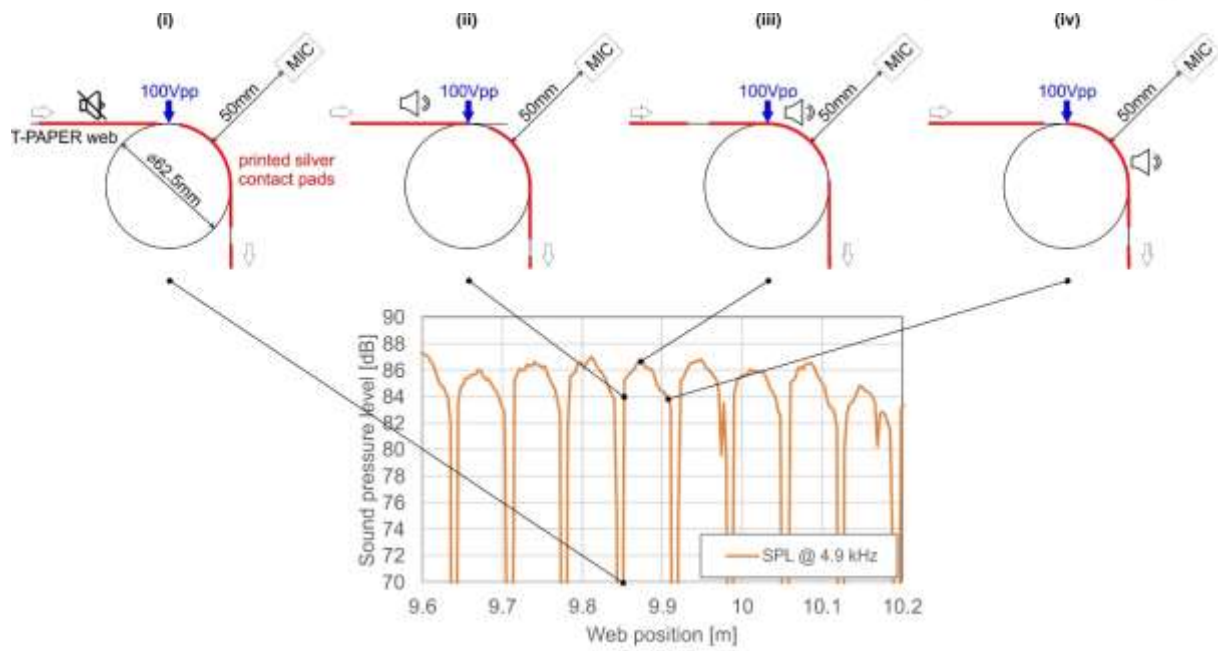 (i)
(ii)
(iii)
(iv)
MIC
50mm
100Vpp
T-PAPER web
ø62.5mm
printed silver
contact pads
MIC
50mm
100Vpp
MIC
50mm
100Vpp
MIC
50mm
100Vpp
Sound pressure level [dB]
90
88
86
84
82
80
78
76
74
72
70
SPL @ 4.9 kHz
9.6
9.7
9.8
9.9
10
10.1
10.2
Web position [m]